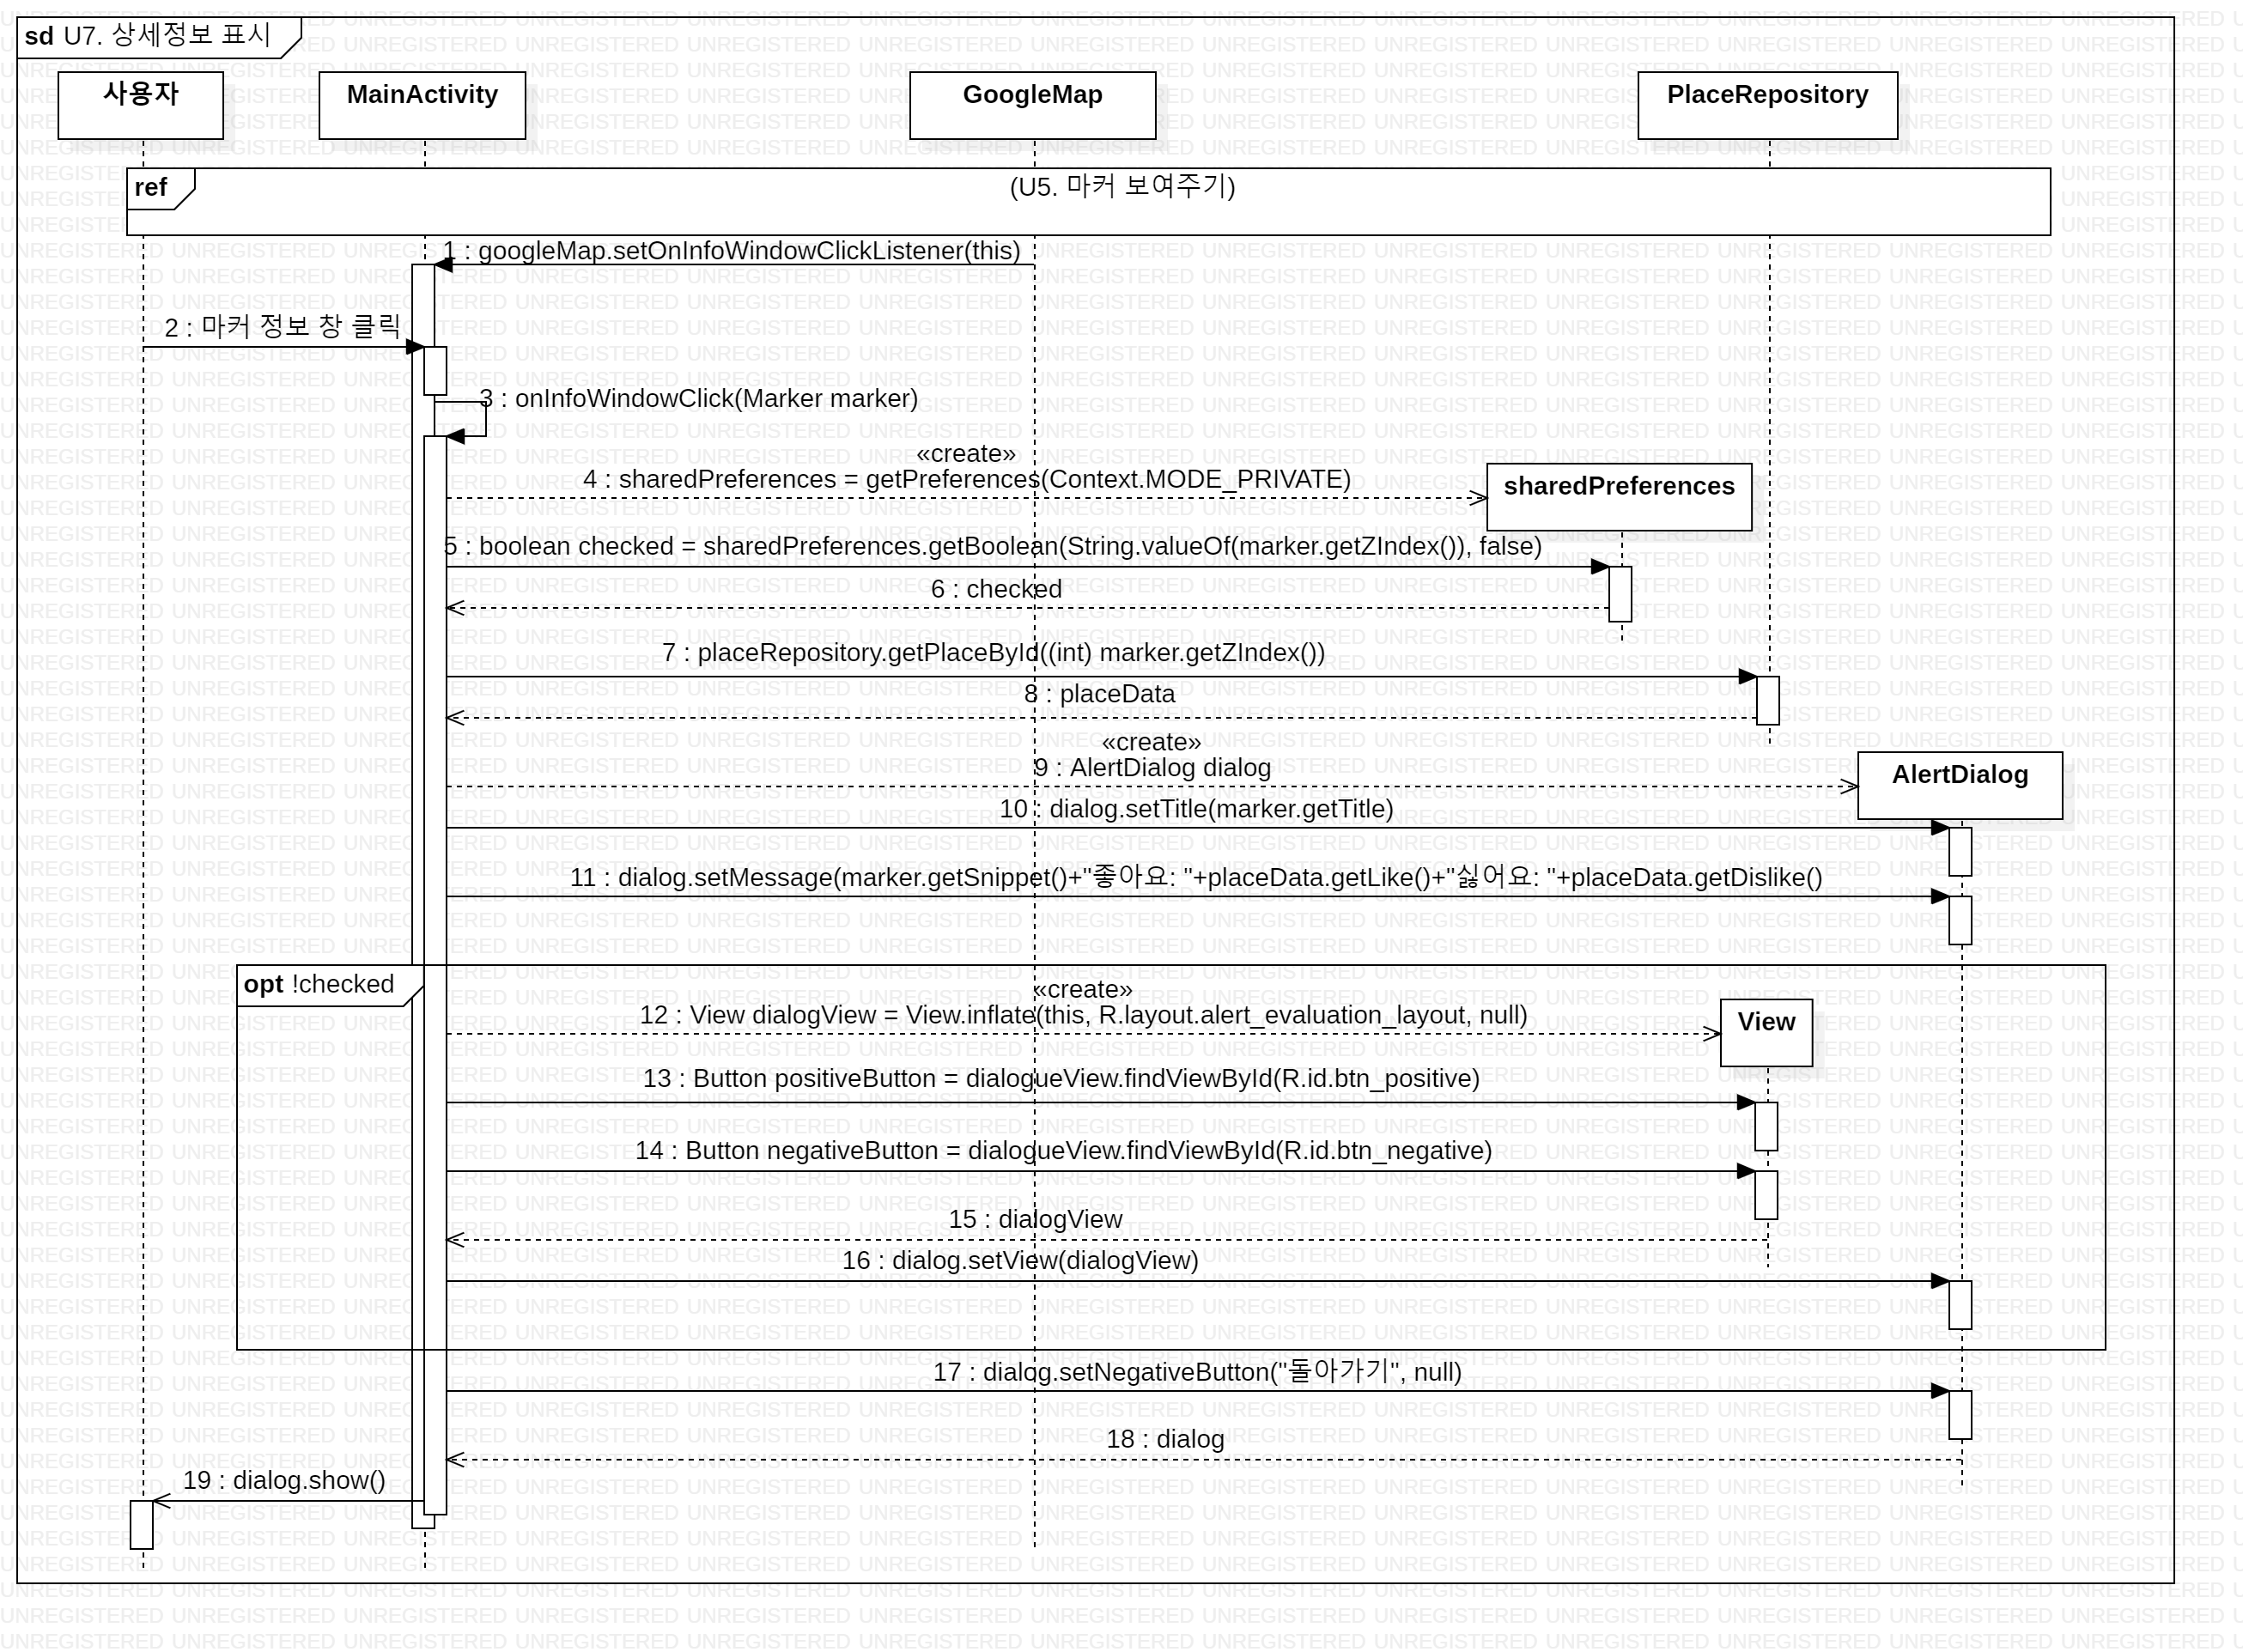 sd U7. 상세정보 표시
사용자
MainActivity
GoogleMap
PlaceRepository
ref
(U5. 마커 보여주기)
1 : googleMap.setOnInfoWindowClickListener(this)
2 : 마커 정보 창 클릭
3 : onInfoWindowClick(Marker marker)
«create»
4 : sharedPreferences = getPreferences(Context.MODE_PRIVATE)
sharedPreferences
5 : boolean checked = sharedPreferences.getBoolean(String.valueOf(marker.getZIndex()), false)
6 : checked
7 : placeRepository.getPlaceById((int) marker.getZIndex())
8 : placeData
«create»
9 : AlertDialog dialog
AlertDialog
10 : dialog.setTitle(marker.getTitle)
11 : dialog.setMessage(marker.getSnippet()+"좋아요: "+placeData.getLike()+"싫어요: "+placeData.getDislike()
opt !checked
«create»
12 : View dialogView = View.inflate(this, R.layout.alert_evaluation_layout, null)
View
13 : Button positiveButton = dialogueView.findViewById(R.id.btn_positive)
14 : Button negativeButton = dialogueView.findViewById(R.id.btn_negative)
15 : dialogView
16 : dialog.setView(dialogView)
17 : dialog.setNegativeButton("돌아가기", null)
18 : dialog
19 : dialog.show()
UNREGISTERED